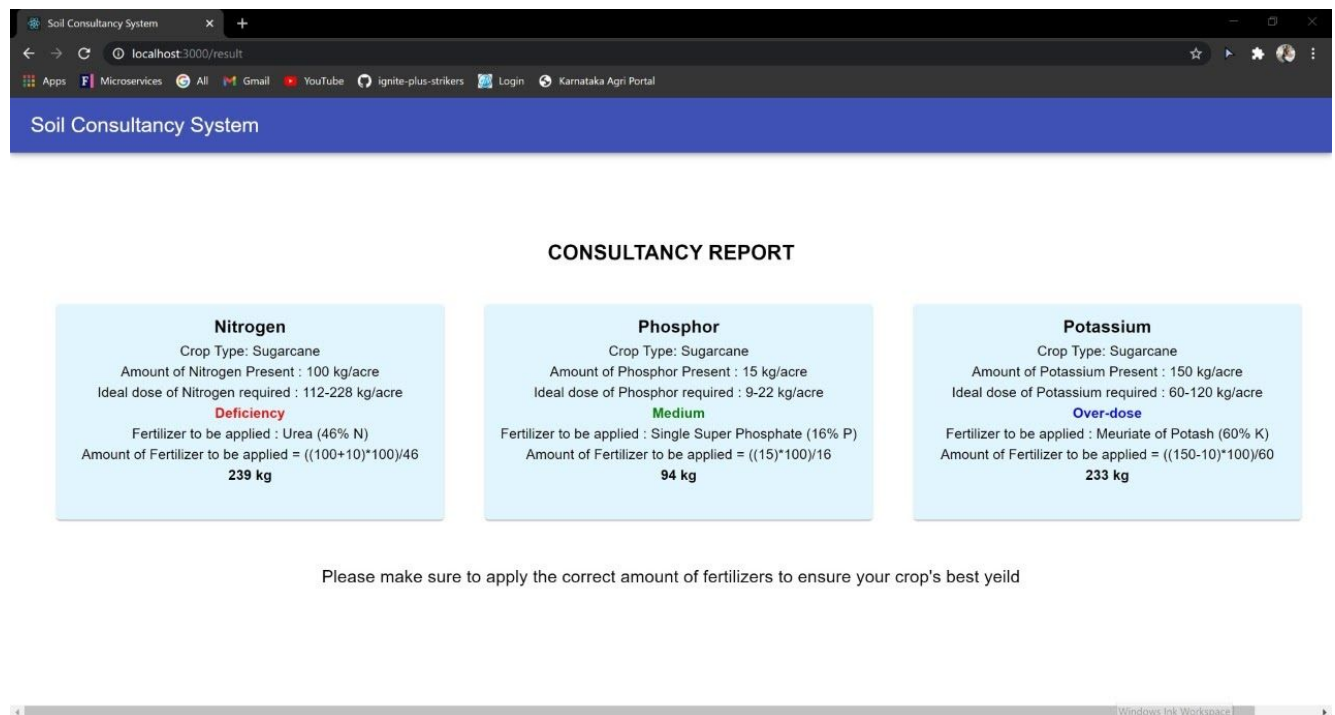 Soil Consultancy System
localhost:3000/result
Apps Microservices All Gmail YouTube ignite-plus-strikers Login Karnataka Agri Portal
Soil Consultancy System
CONSULTANCY REPORT
Nitrogen
Crop Type: Sugarcane
Amount of Nitrogen Present : 100 kg/acre
Ideal dose of Nitrogen required : 112-228 kg/acre
Deficiency
Fertilizer to be applied : Urea (46% N)
Amount of Fertilizer to be applied = ((100+10)*100)/46
239 kg
Phosphor
Crop Type: Sugarcane
Amount of Phosphor Present : 15 kg/acre
Ideal dose of Phosphor required : 9-22 kg/acre
Medium
Fertilizer to be applied : Single Super Phosphate (16% P)
Amount of Fertilizer to be applied = ((15)*100)/16
94 kg
Potassium
Crop Type: Sugarcane
Amount of Potassium Present : 150 kg/acre
Ideal dose of Potassium required : 60-120 kg/acre
Over-dose
Fertilizer to be applied : Meuriate of Potash (60% K)
Amount of Fertilizer to be applied = ((150-10)*100)/60
233 kg
Please make sure to apply the correct amount of fertilizers to ensure your crop's best yeild
Windows Ink Workspace